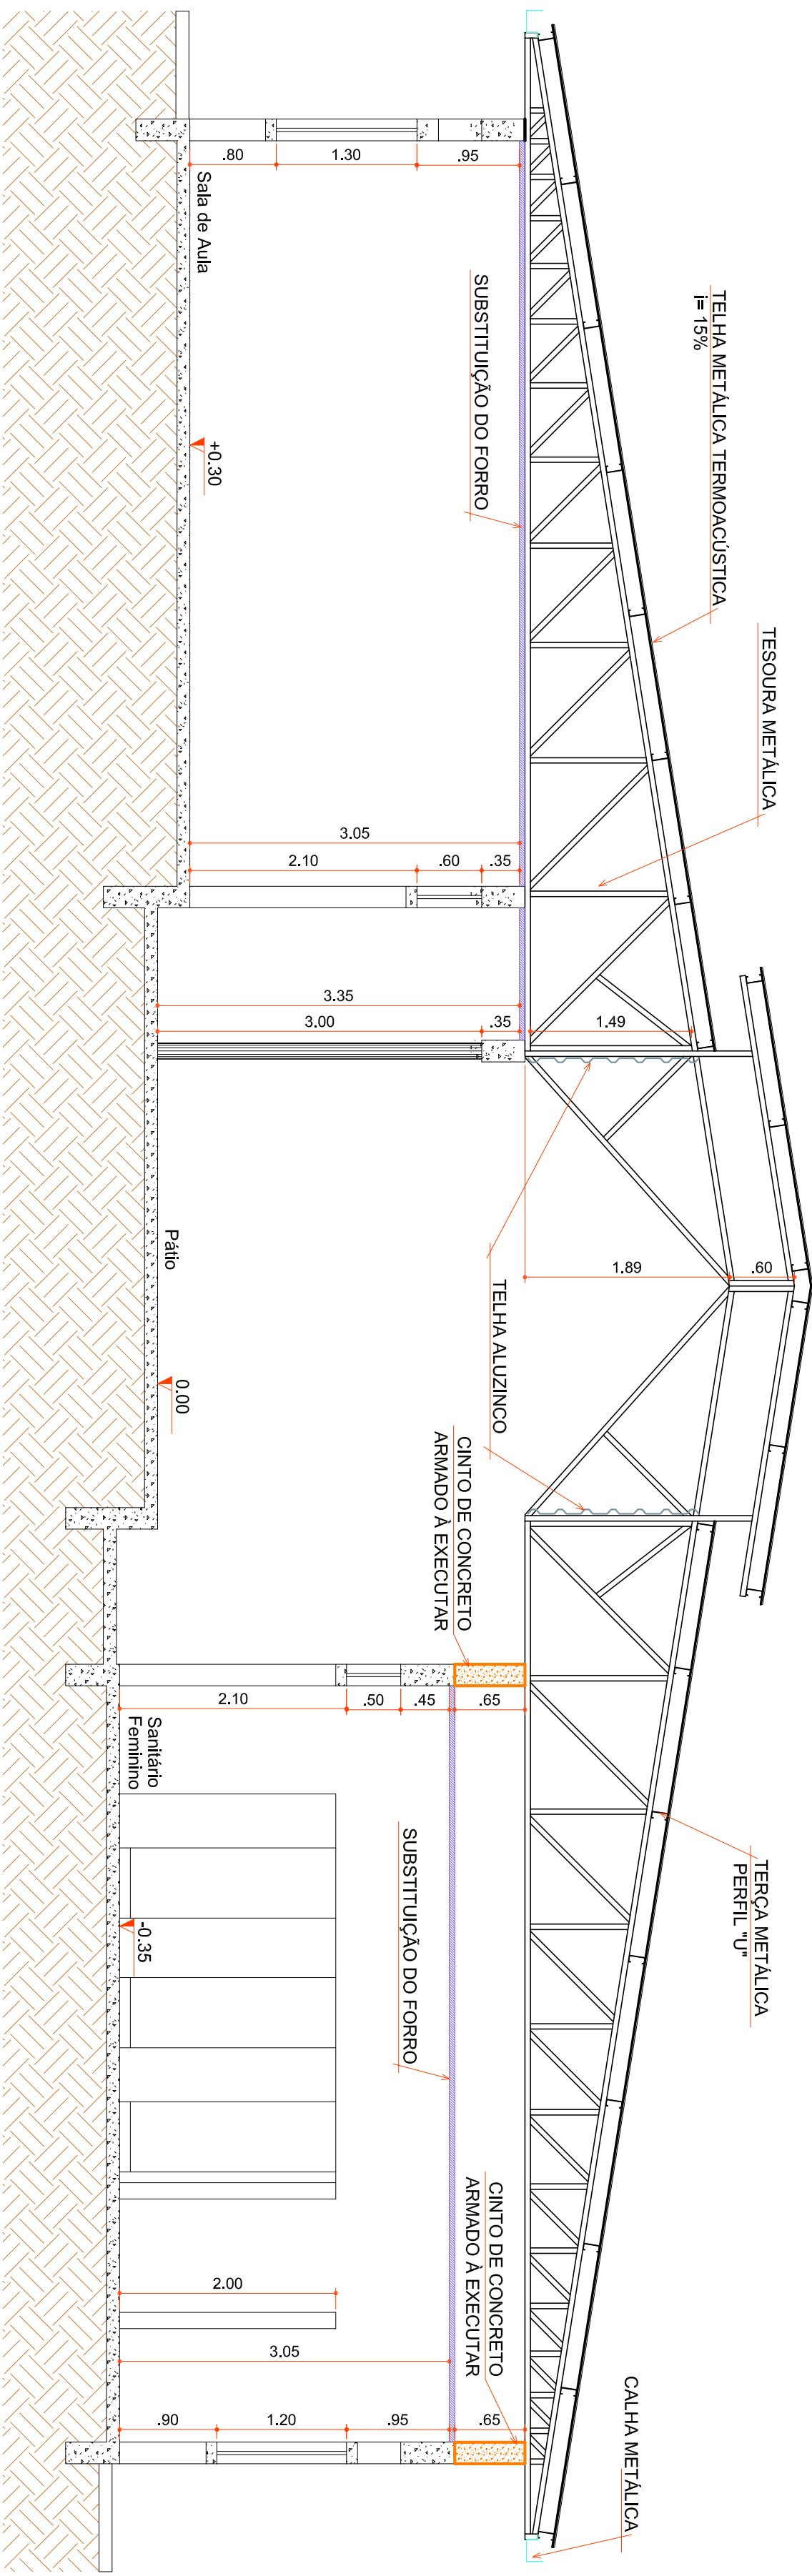 TELHA METÁLICA TERMOACÚSTICA
i= 15%
TESOURA METÁLICA
TERÇA METÁLICA
PERFIL "U"
CALHA METÁLICA
SUBSTITUIÇÃO DO FORRO
TELHA ALUZINCO
CINTO DE CONCRETO
ARMADO À EXECUTAR
SUBSTITUIÇÃO DO FORRO
CINTO DE CONCRETO
ARMADO À EXECUTAR
.95
1.30
.80
Sala de Aula
+0.30
3.05
.35
.60
2.10
3.35
.35
3.00
1.49
1.89
.60
Pátio
0.00
.65
.45
.50
2.10
Sanitário
Feminino
-0.35
2.00
3.05
.65
.95
1.20
.90